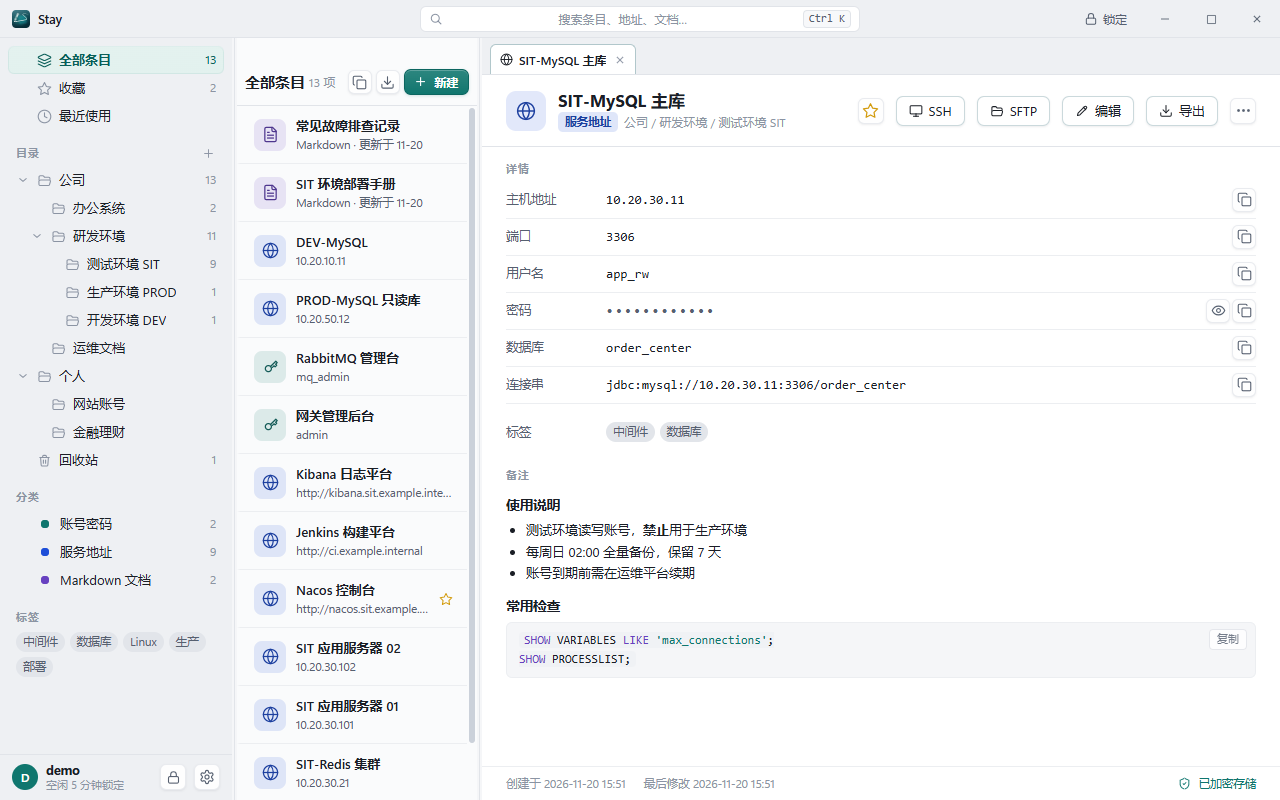 Stay
搜索条目、地址、文档...
Ctrl K
锁定
全部条目 13
收藏 2
最近使用
目录
公司 13
办公系统 2
研发环境 11
测试环境 SIT 9
生产环境 PROD 1
开发环境 DEV 1
运维文档
个人
网站账号
金融理财
回收站 1
分类
账号密码 2
服务地址 9
Markdown 文档 2
标签
中间件 数据库 Linux 生产
部署
D
demo
空闲 5 分钟锁定
全部条目 13 项
新建
常见故障排查记录
Markdown · 更新于 11-20
SIT 环境部署手册
Markdown · 更新于 11-20
DEV-MySQL
10.20.10.11
PROD-MySQL 只读库
10.20.50.12
RabbitMQ 管理台
mq_admin
网关管理后台
admin
Kibana 日志平台
http://kibana.sit.example.inte...
Jenkins 构建平台
http://ci.example.internal
Nacos 控制台
http://nacos.sit.example....
SIT 应用服务器 02
10.20.30.102
SIT 应用服务器 01
10.20.30.101
SIT-Redis 集群
10.20.30.21
SIT-MySQL 主库
SIT-MySQL 主库
服务地址 公司 / 研发环境 / 测试环境 SIT
SSH
SFTP
编辑
导出
详情
主机地址 10.20.30.11
端口 3306
用户名 app_rw
密码 ••••••••••••
数据库 order_center
连接串 jdbc:mysql://10.20.30.11:3306/order_center
标签 中间件 数据库
备注
使用说明
• 测试环境读写账号，禁止用于生产环境
• 每周日 02:00 全量备份，保留 7 天
• 账号到期前需在运维平台续期
常用检查
SHOW VARIABLES LIKE 'max_connections';
SHOW PROCESSLIST;
复制
创建于 2026-11-20 15:51 最后修改 2026-11-20 15:51
已加密存储